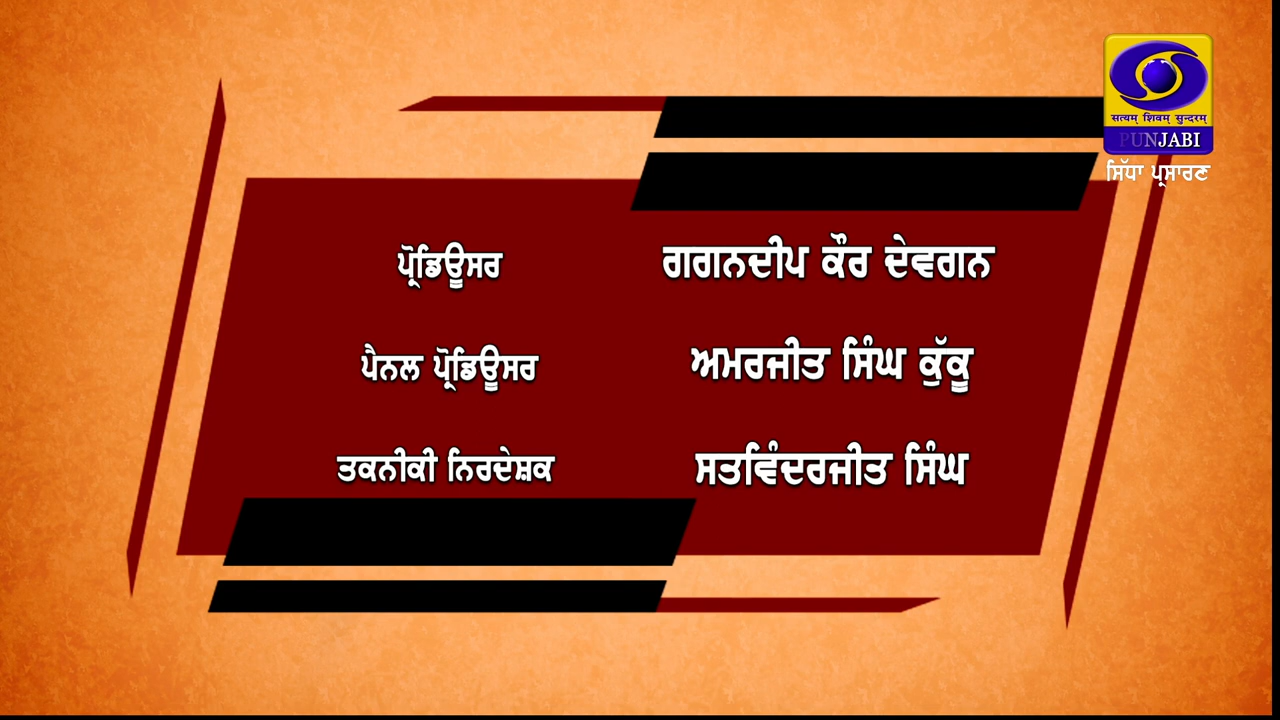 सत्यम् शिवम् सुन्दरम्
PUNJABI
ਸਿੱਧਾ ਪ੍ਰਸਾਰਣ
ਪ੍ਰੋਡਿਊਸਰ ਗਗਨਦੀਪ ਕੌਰ ਦੇਵਗਨ
ਪੈਨਲ ਪ੍ਰੋਡਿਊਸਰ ਅਮਰਜੀਤ ਸਿੰਘ ਕੁੱਕੂ
ਤਕਨੀਕੀ ਨਿਰਦੇਸ਼ਕ ਸਤਵਿੰਦਰਜੀਤ ਸਿੰਘ